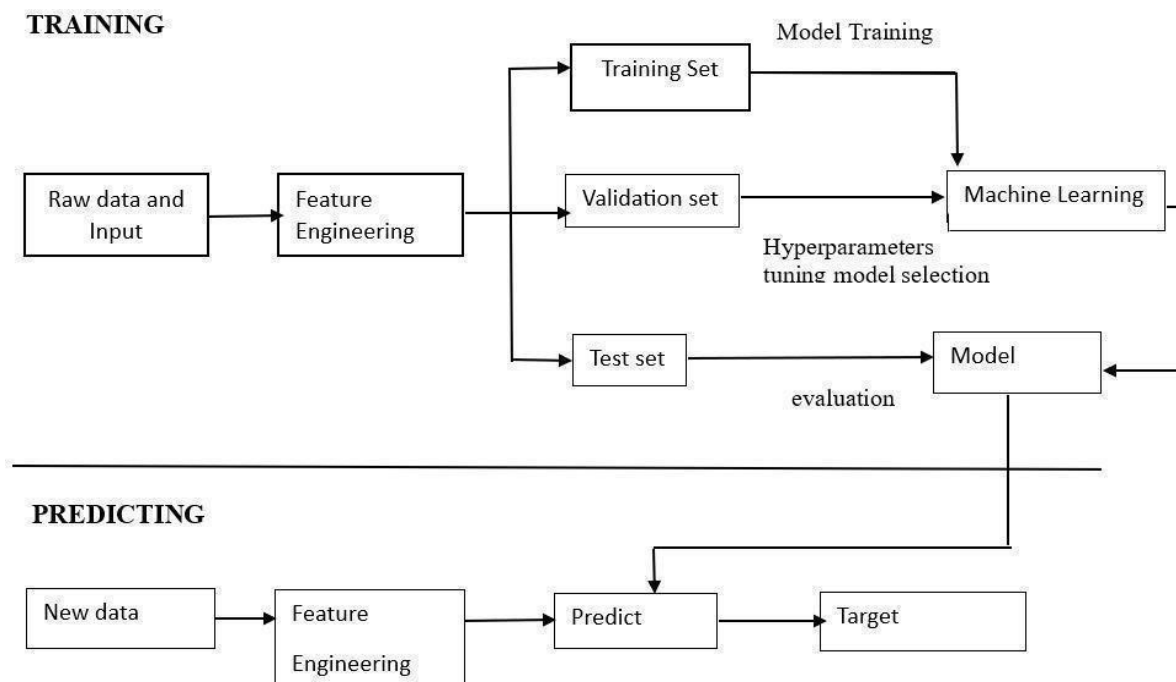 TRAINING
Model Training
Training Set
Raw data and
Input
Feature
Engineering
Validation set
Machine Learning
Hyperparameters
tuning model selection
Test set
Model
evaluation
PREDICTING
New data
Feature
Engineering
Predict
Target